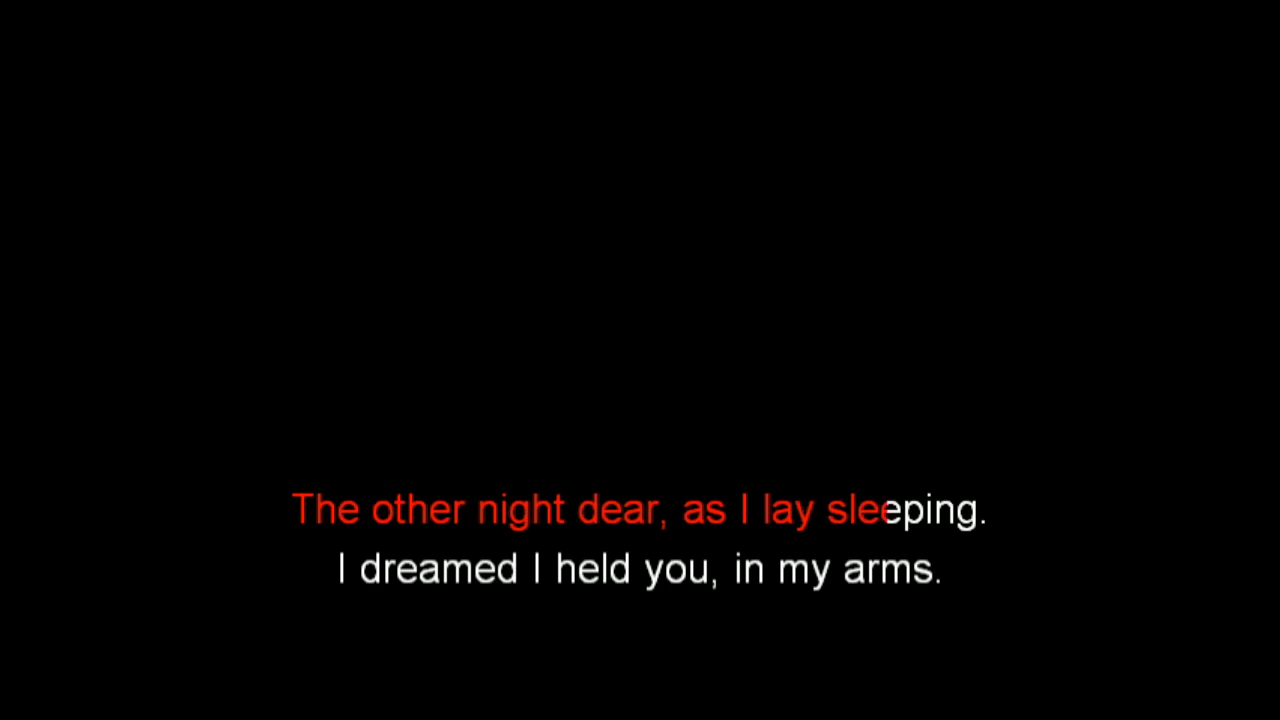 The other night dear, as I lay sleeping.
I dreamed I held you, in my arms.